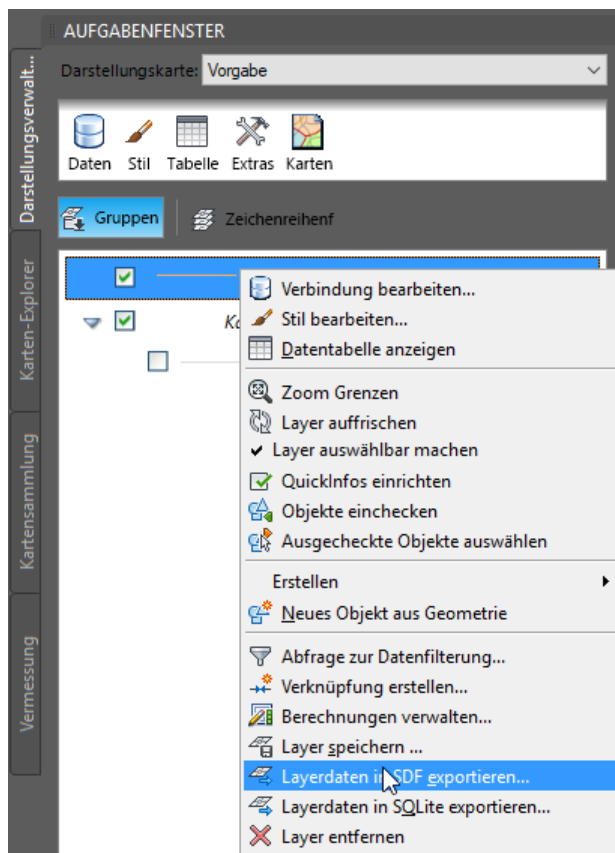 AUFGABENFENSTER
Darstellungskarte: Vorgabe
Daten Stil Tabelle Extras Karten
Gruppen Zeichenreihenf
Darstellungsverwalt...
Karten-Explorer
Kartensammlung
Vermessung
Verbindung bearbeiten...
Stil bearbeiten...
Datentabelle anzeigen
Zoom Grenzen
Layer auffrischen
Layer auswählbar machen
QuickInfos einrichten
Objekte einchecken
Ausgecheckte Objekte auswählen
Erstellen
Neues Objekt aus Geometrie
Abfrage zur Datenfilterung...
Verknüpfung erstellen...
Berechnungen verwalten...
Layer speichern ...
Layerdaten in SDF exportieren...
Layerdaten in SQLite exportieren...
Layer entfernen